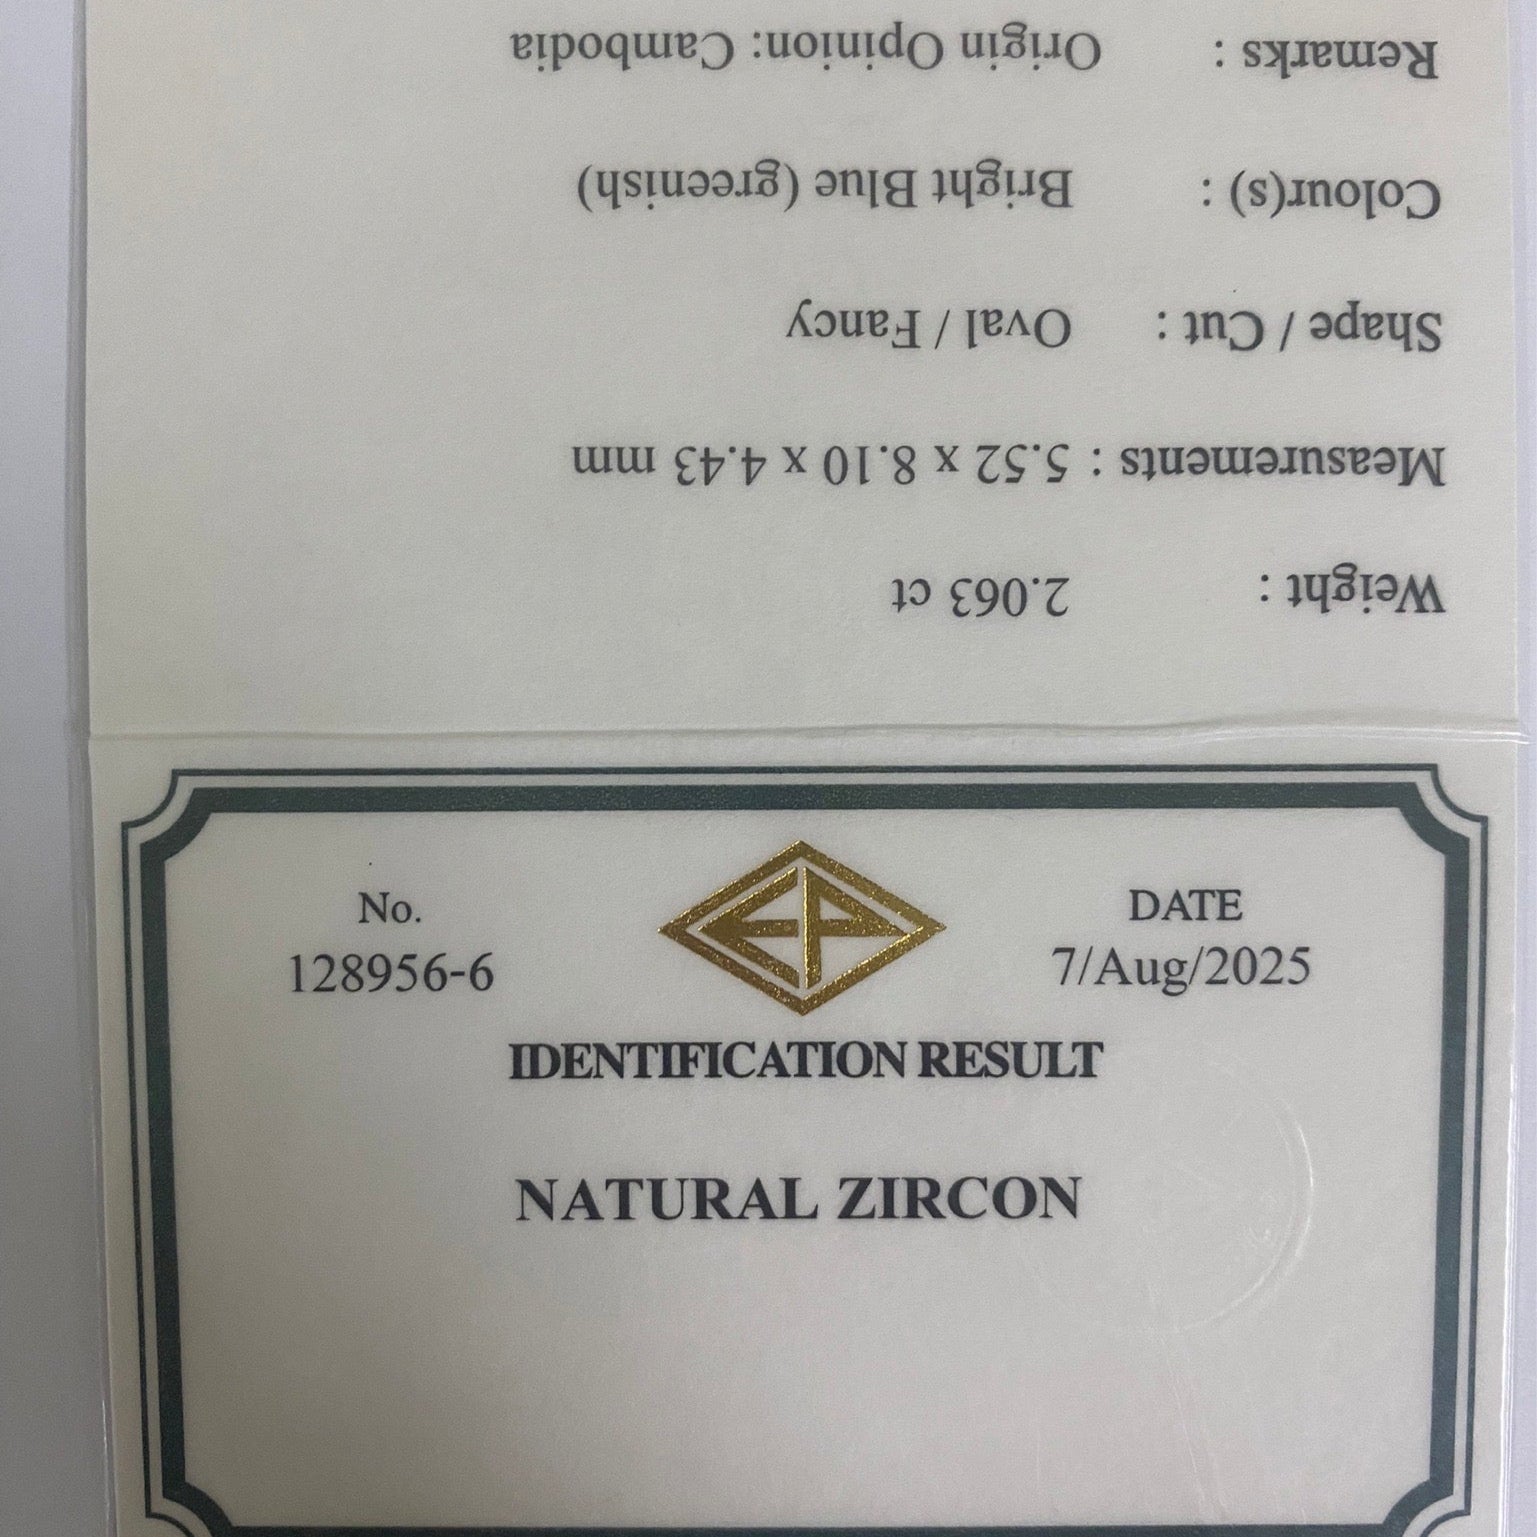 No.
128956-6
DATE
7/Aug/2025
IDENTIFICATION RESULT
NATURAL ZIRCON
Weight : 2.063 ct
Measurements : 5.52 x 8.10 x 4.43 mm
Shape / Cut : Oval / Fancy
Colour(s) : Bright Blue (greenish)
Remarks : Origin Opinion: Cambodia